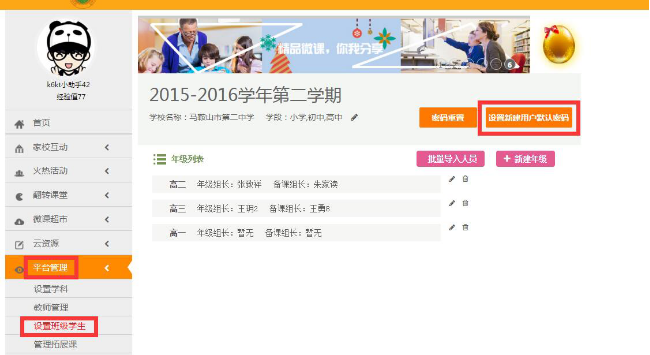 精品微课，你我分享
6
k6kt小助手42
经验值77
首页
家校互动
火热活动
翻转课堂
微课超市
云资源
平台管理
设置学科
教师管理
设置班级学生
管理拓展课
2015-2016学年第二学期
学校名称：马鞍山市第二中学 学段：小学,初中,高中
密码重置
设置新建用户默认密码
年级列表
批量导入人员
+ 新建年级
高二 年级组长：张致祥 备课组长：朱家读
高三 年级组长：王明2 备课组长：王勇6
高一 年级组长：暂无 备课组长：暂无